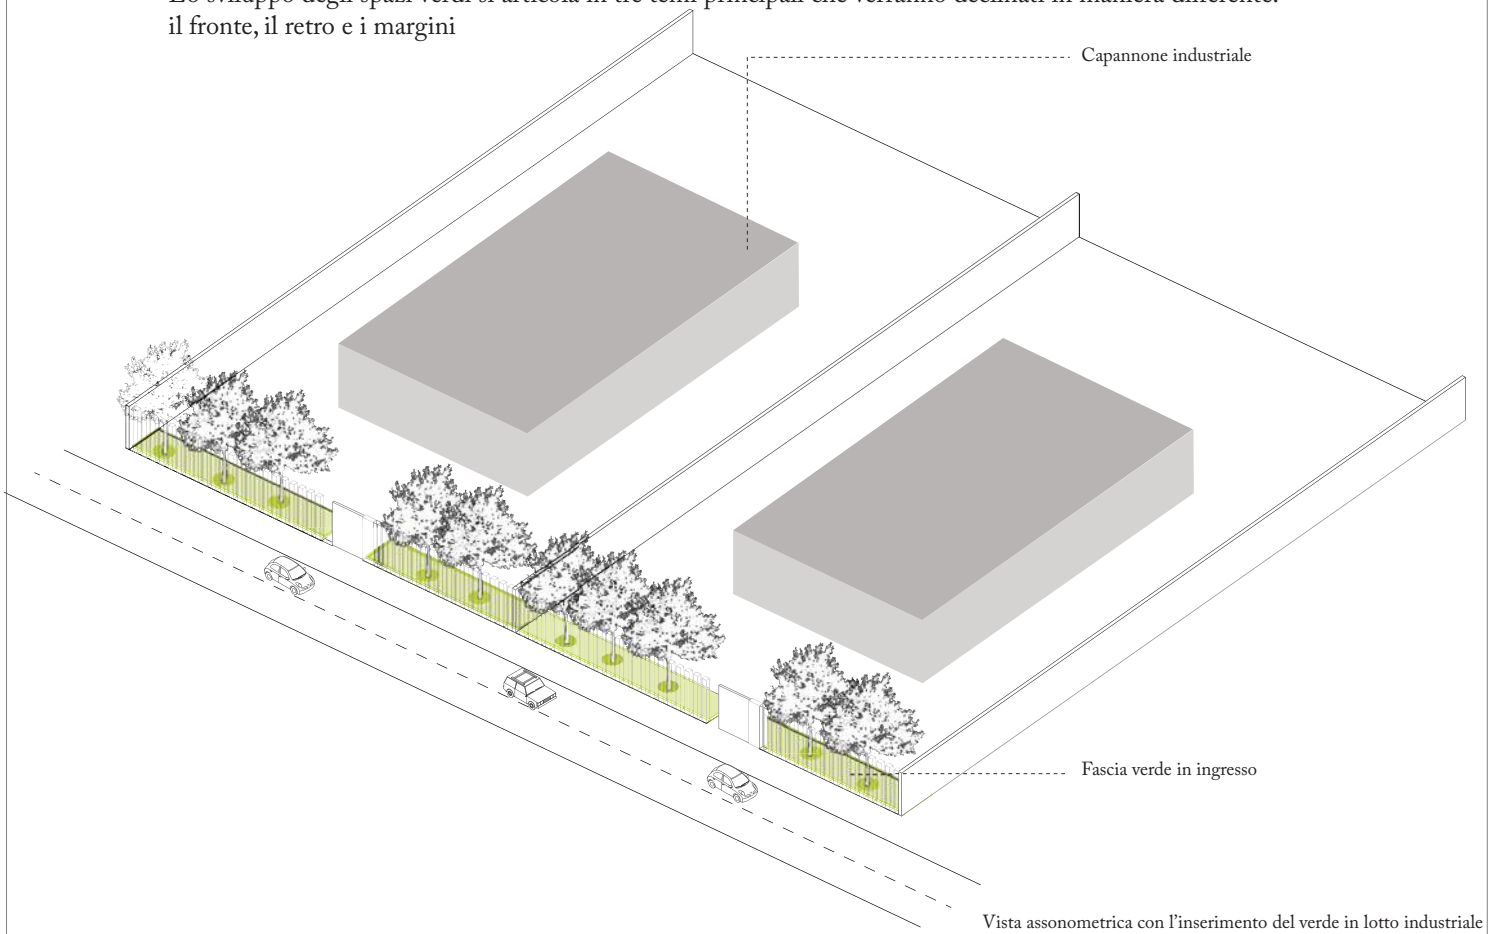 Lo sviluppo degli spazi verdi si articola in tre temi principali che verranno declinati in maniera differente:
il fronte, il retro e i margini
Capannone industriale
Fascia verde in ingresso
Vista assonometrica con l'inserimento del verde in lotto industriale